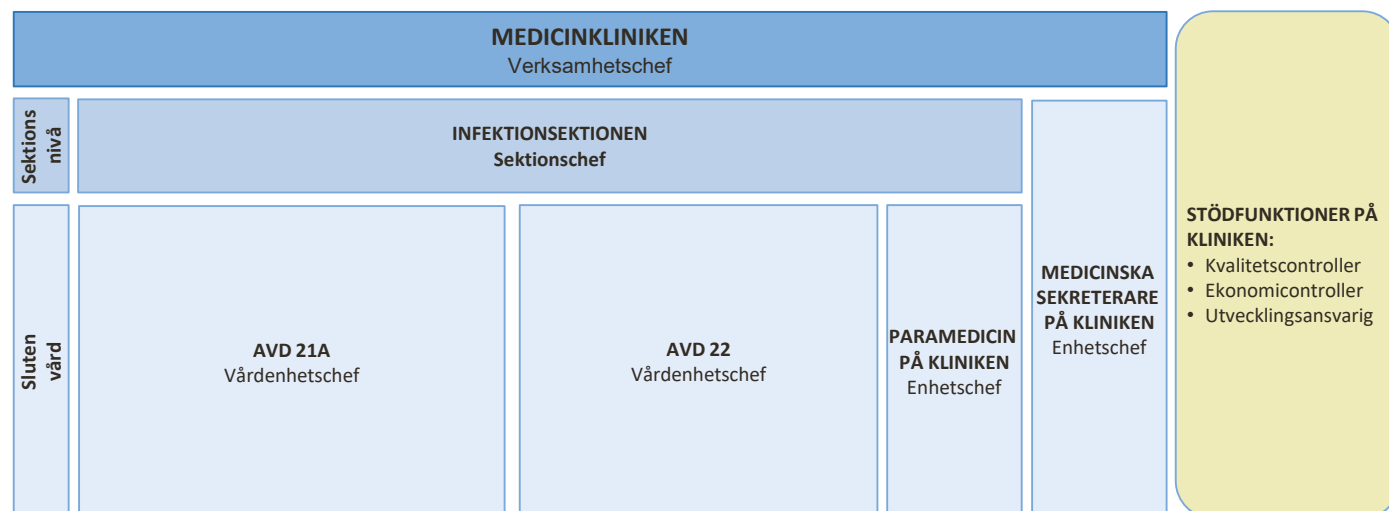 MEDICINKLINIKEN
Verksamhetschef
Sektions
nivå
INFEKTIONSEKTIONEN
Sektionschef
Sluten
vård
AVD 21A
Vårdenhetschef
AVD 22
Vårdenhetschef
PARAMEDICIN
PÅ KLINIKEN
Enhetschef
MEDICINSKA
SEKRETERARE
PÅ KLINIKEN
Enhetschef
STÖDFUNKTIONER PÅ
KLINIKEN:
• Kvalitetscontroller
• Ekonomicontroller
• Utvecklingsansvarig